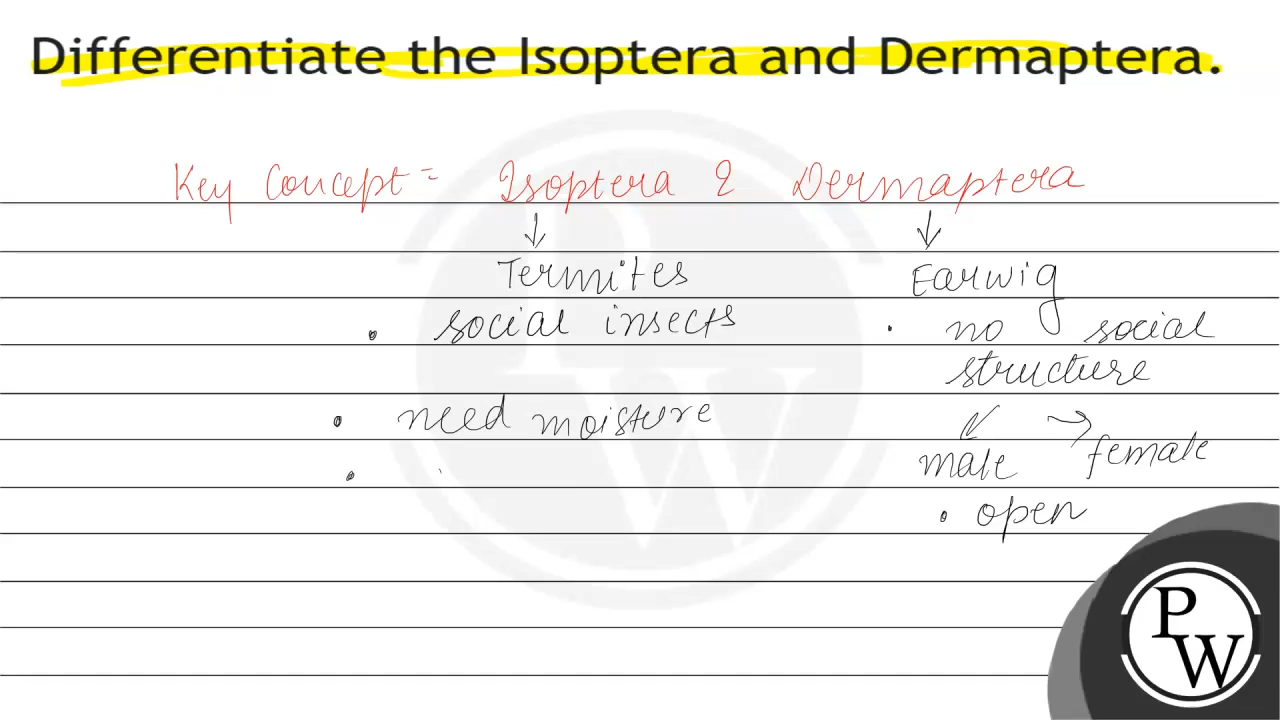 Differentiate the Isoptera and Dermaptera.
Key Concept = Isoptera & Dermaptera
↓ ↓
Termites Earwig
• social insects • no social
structure
• need moisture
male female
•
• open
P
W
PW